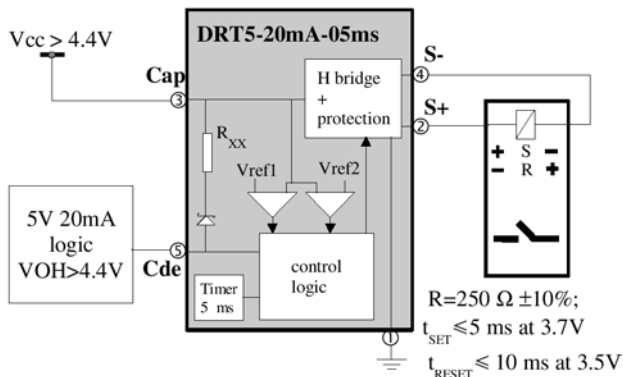 DRT5-20mA-05ms
Vcc > 4.4V
Cap
3
H bridge
+
protection
S-
4
S+
2
RXX
Vref1
Vref2
+ S -
- R +
5V 20mA
logic
VOH>4.4V
5
Cde
control
logic
Timer
5 ms
1
R=250 Ω ±10%;
tSET ⩽5 ms at 3.7V
tRESET ⩽ 10 ms at 3.5V